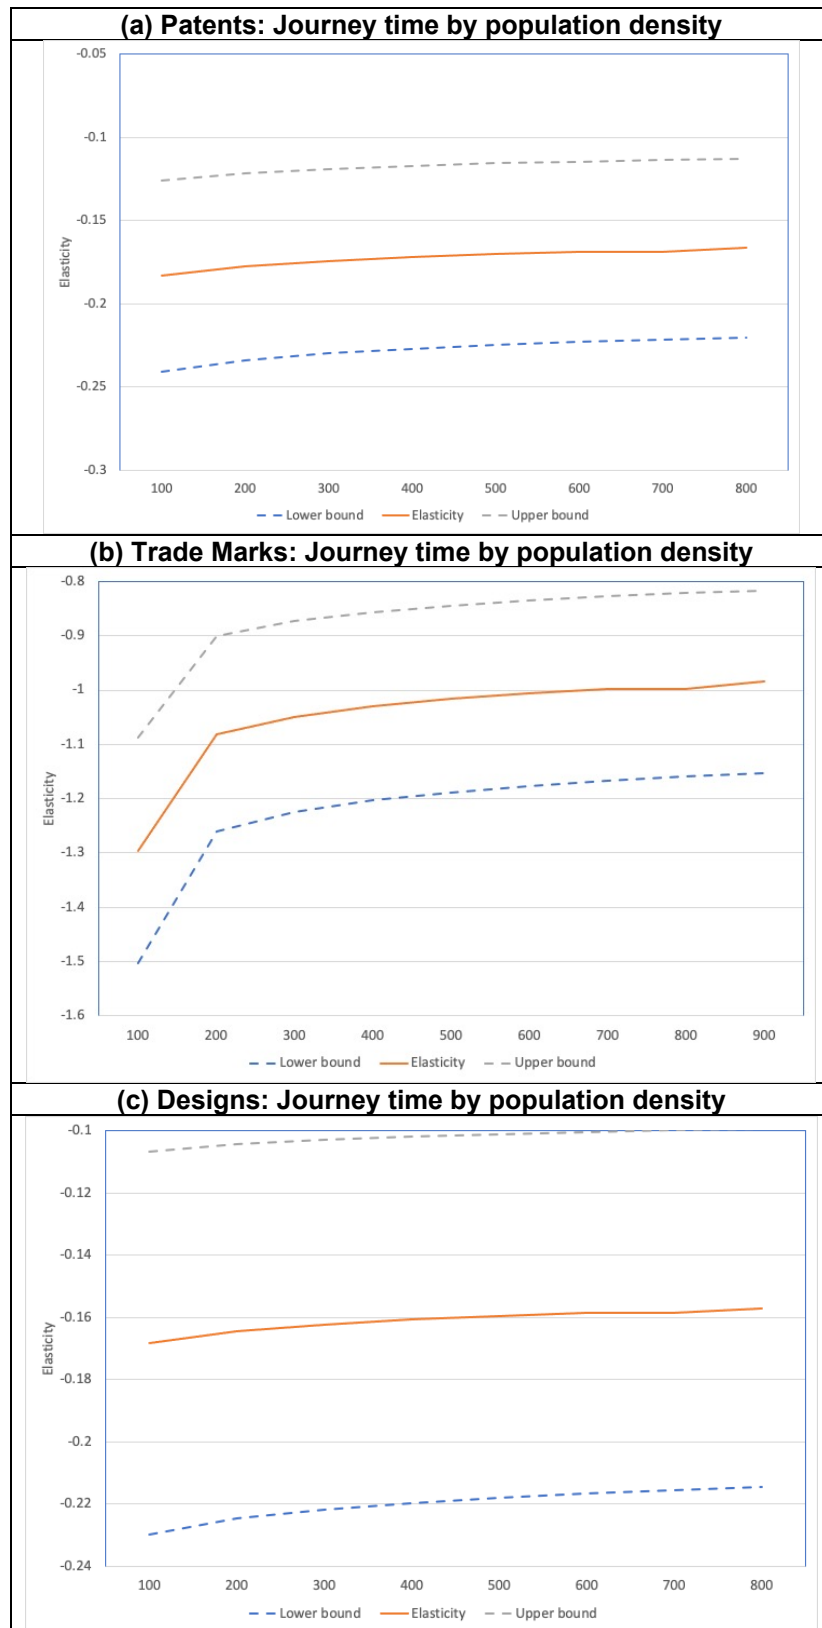 (a) Patents: Journey time by population density
-0.05
-0.1
-0.15
-0.2
-0.25
-0.3
Elasticity
100 200 300 400 500 600 700 800
Lower bound Elasticity Upper bound
(b) Trade Marks: Journey time by population density
-0.8
-0.9
-1
-1.1
-1.2
-1.3
-1.4
-1.5
-1.6
Elasticity
100 200 300 400 500 600 700 800 900
Lower bound Elasticity Upper bound
(c) Designs: Journey time by population density
-0.1
-0.12
-0.14
-0.16
-0.18
-0.2
-0.22
-0.24
Elasticity
100 200 300 400 500 600 700 800
Lower bound Elasticity Upper bound